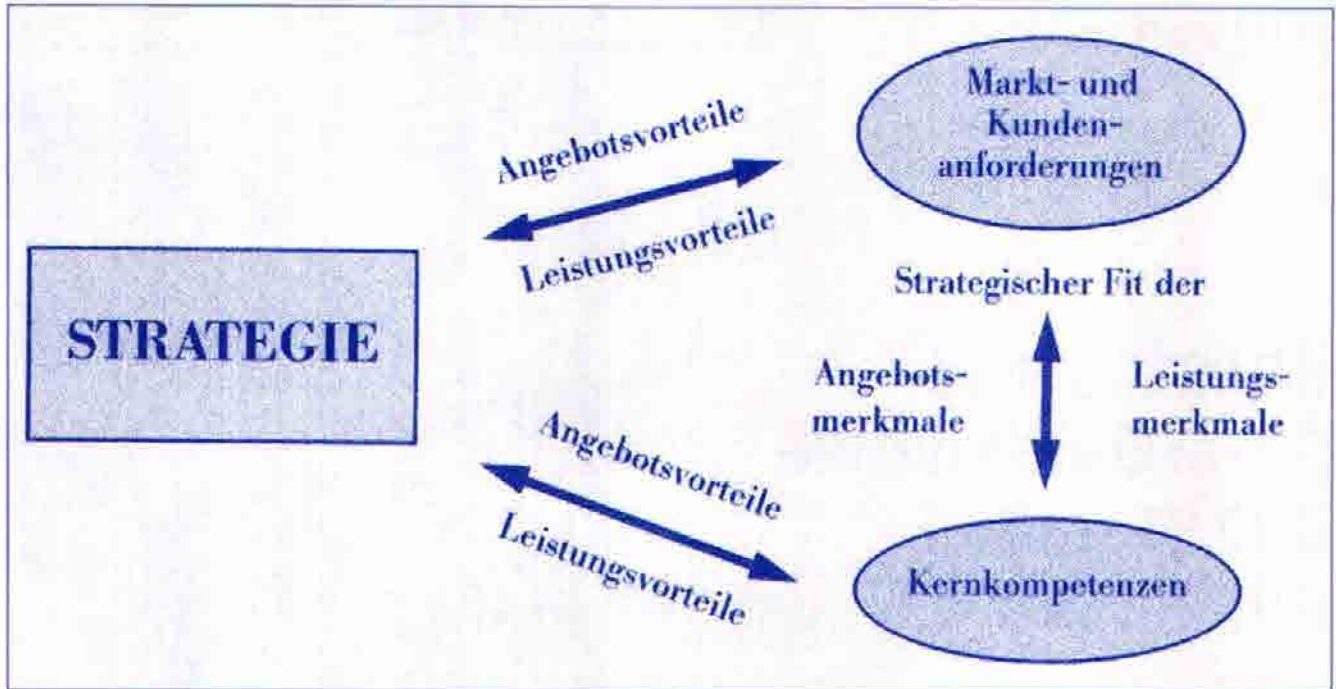 Markt- und
Kunden-
anforderungen
Angebotsvorteile
Leistungsvorteile
Strategischer Fit der
STRATEGIE
Angebots-
merkmale
Leistungs-
merkmale
Angebotsvorteile
Leistungsvorteile
Kernkompetenzen